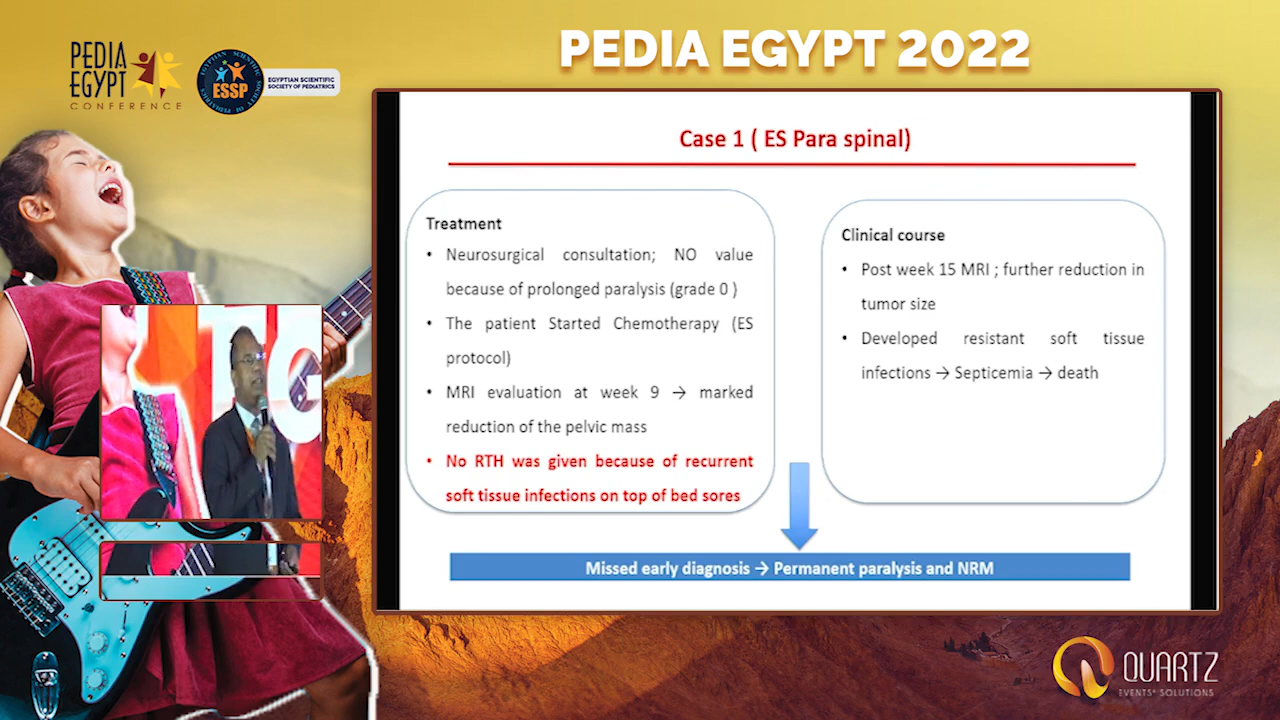 PEDIA EGYPT 2022
PEDIA
EGYPT
CONFERENCE
ESSP
EGYPTIAN SCIENTIFIC
SOCIETY OF PEDIATRICS
Case 1 ( ES Para spinal)
Treatment
• Neurosurgical consultation; NO value
because of prolonged paralysis (grade 0 )
• The patient Started Chemotherapy (ES
protocol)
• MRI evaluation at week 9 → marked
reduction of the pelvic mass
• No RTH was given because of recurrent
soft tissue infections on top of bed sores
Clinical course
• Post week 15 MRI ; further reduction in
tumor size
• Developed resistant soft tissue
infections → Septicemia → death
Missed early diagnosis → Permanent paralysis and NRM
QUARTZ
EVENTS' SOLUTIONS